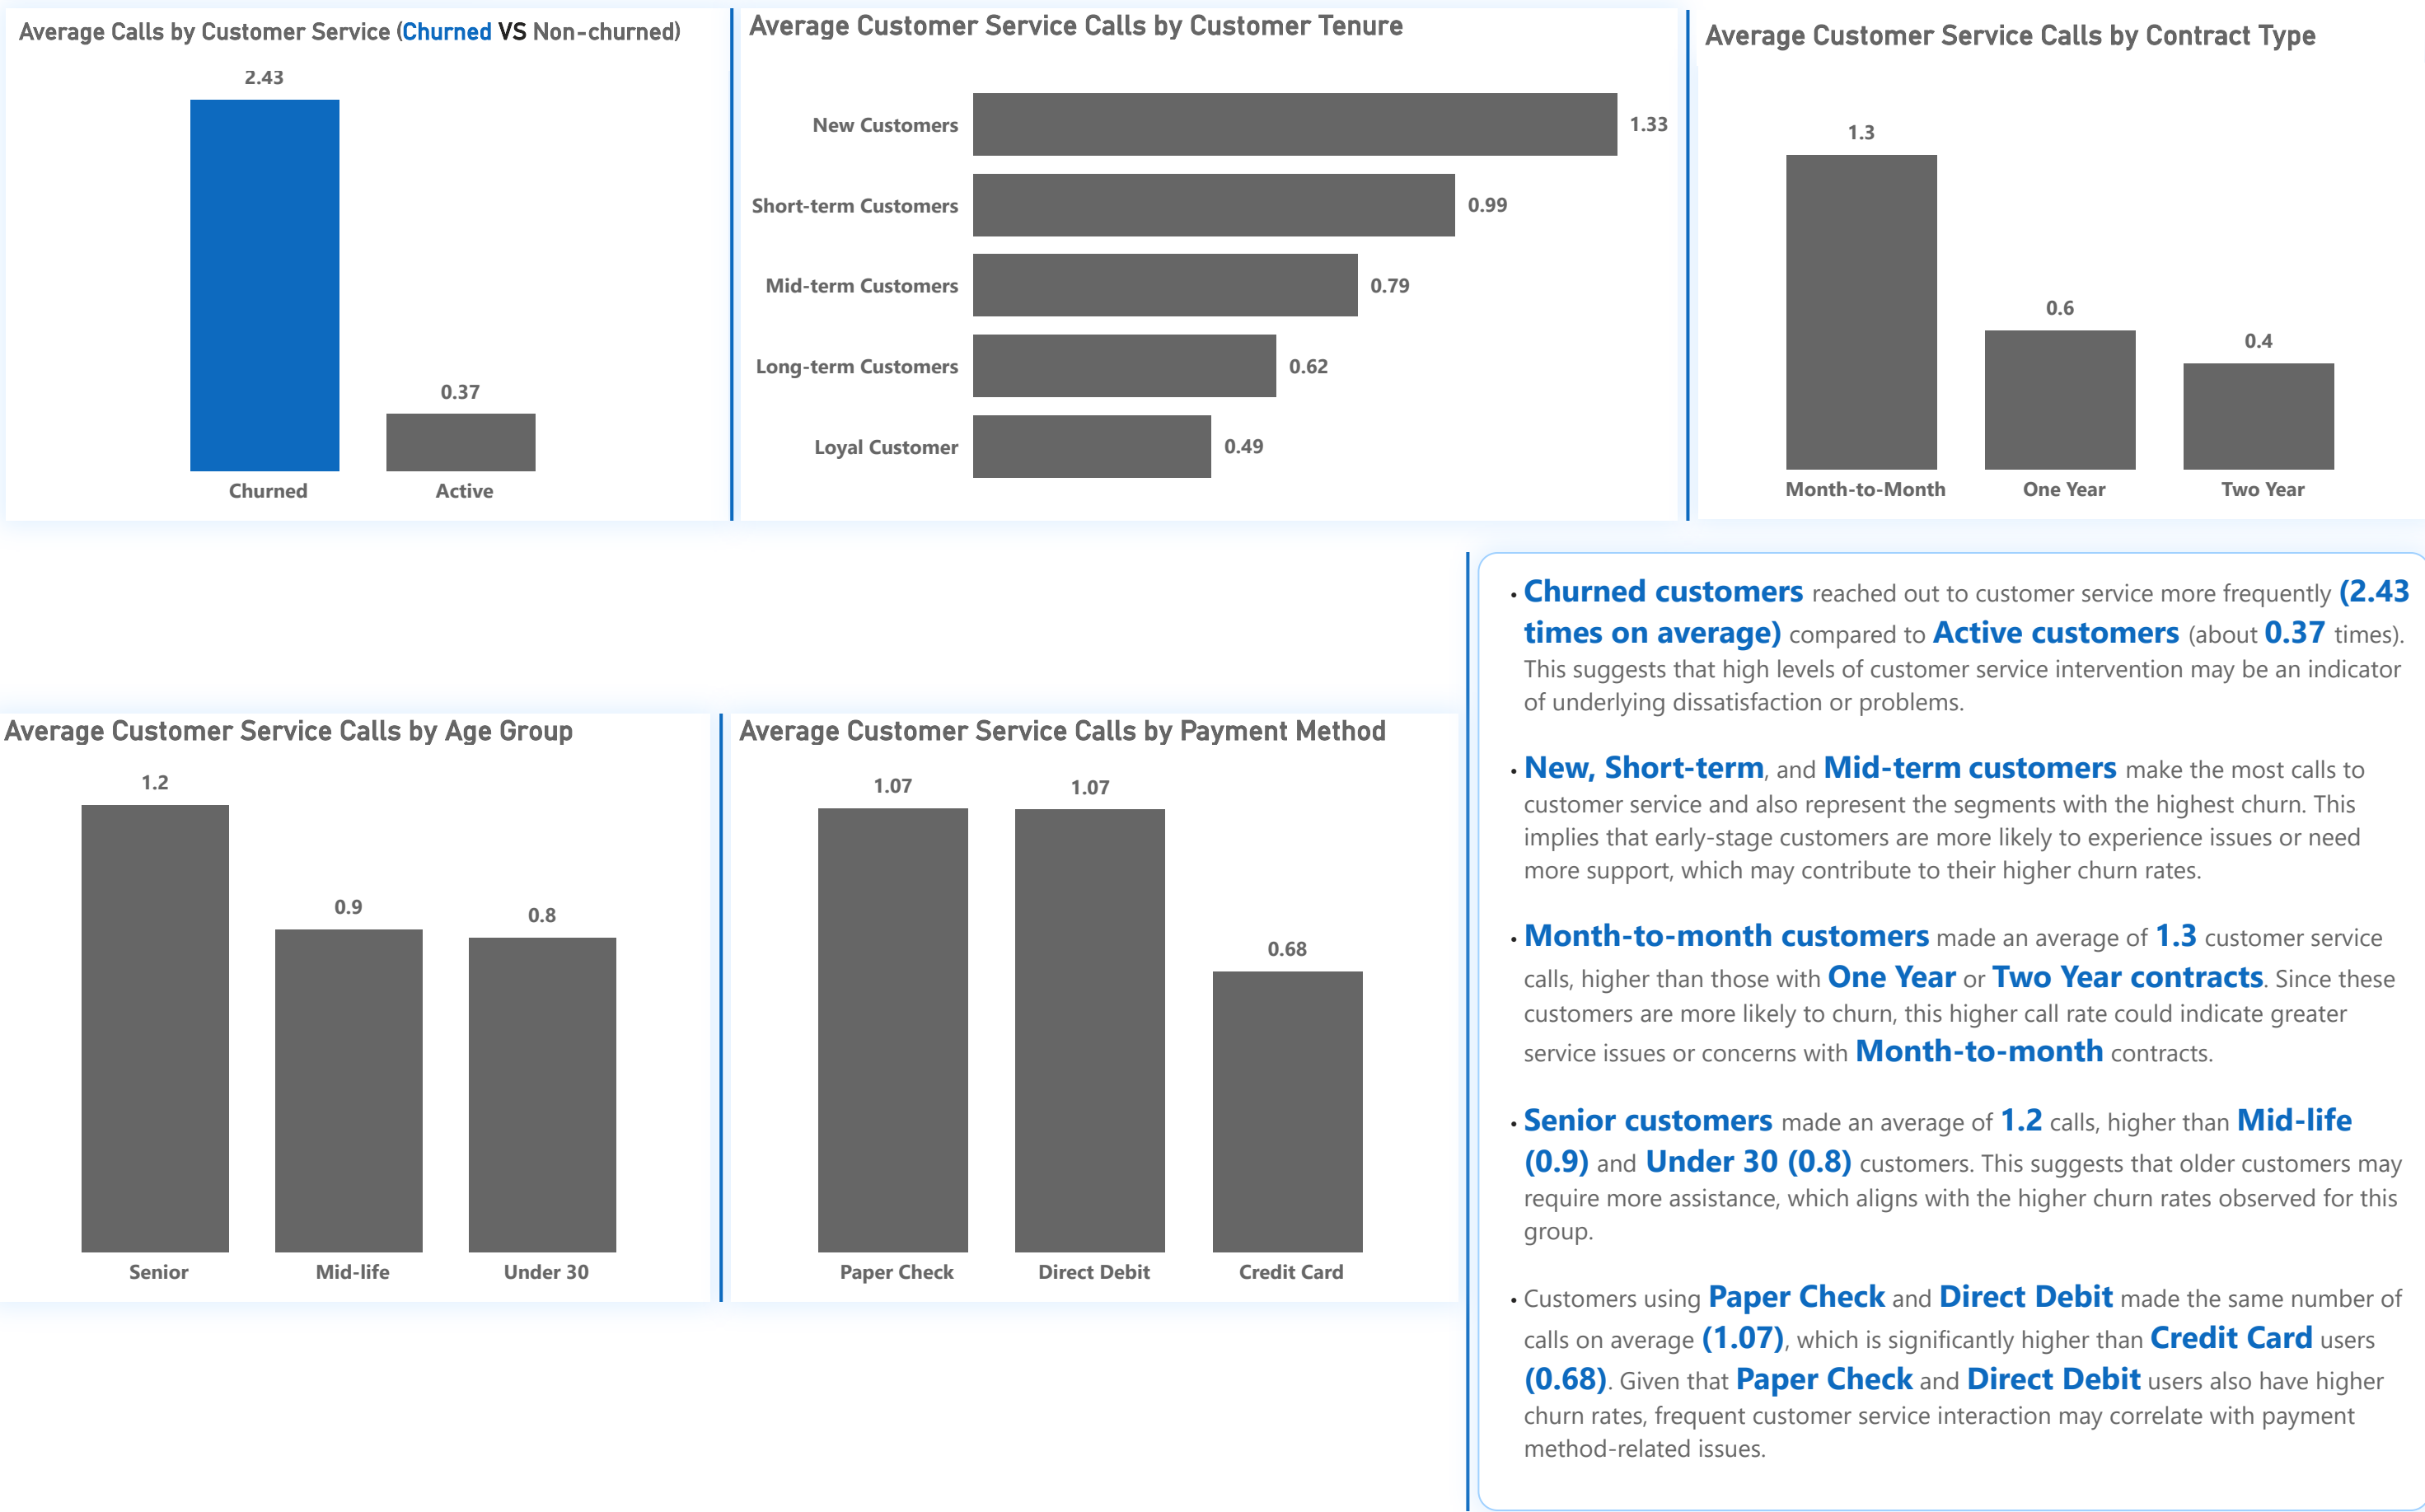 Average Calls by Customer Service (Churned VS Non-churned)
2.43
0.37
Churned
Active
Average Customer Service Calls by Customer Tenure
New Customers
1.33
Short-term Customers
0.99
Mid-term Customers
0.79
Long-term Customers
0.62
Loyal Customer
0.49
Average Customer Service Calls by Contract Type
1.3
0.6
0.4
Month-to-Month
One Year
Two Year
Average Customer Service Calls by Age Group
1.2
0.9
0.8
Senior
Mid-life
Under 30
Average Customer Service Calls by Payment Method
1.07
1.07
0.68
Paper Check
Direct Debit
Credit Card
• Churned customers reached out to customer service more frequently (2.43
times on average) compared to Active customers (about 0.37 times).
This suggests that high levels of customer service intervention may be an indicator
of underlying dissatisfaction or problems.
• New, Short-term, and Mid-term customers make the most calls to
customer service and also represent the segments with the highest churn. This
implies that early-stage customers are more likely to experience issues or need
more support, which may contribute to their higher churn rates.
• Month-to-month customers made an average of 1.3 customer service
calls, higher than those with One Year or Two Year contracts. Since these
customers are more likely to churn, this higher call rate could indicate greater
service issues or concerns with Month-to-month contracts.
• Senior customers made an average of 1.2 calls, higher than Mid-life
(0.9) and Under 30 (0.8) customers. This suggests that older customers may
require more assistance, which aligns with the higher churn rates observed for this
group.
• Customers using Paper Check and Direct Debit made the same number of
calls on average (1.07), which is significantly higher than Credit Card users
(0.68). Given that Paper Check and Direct Debit users also have higher
churn rates, frequent customer service interaction may correlate with payment
method-related issues.